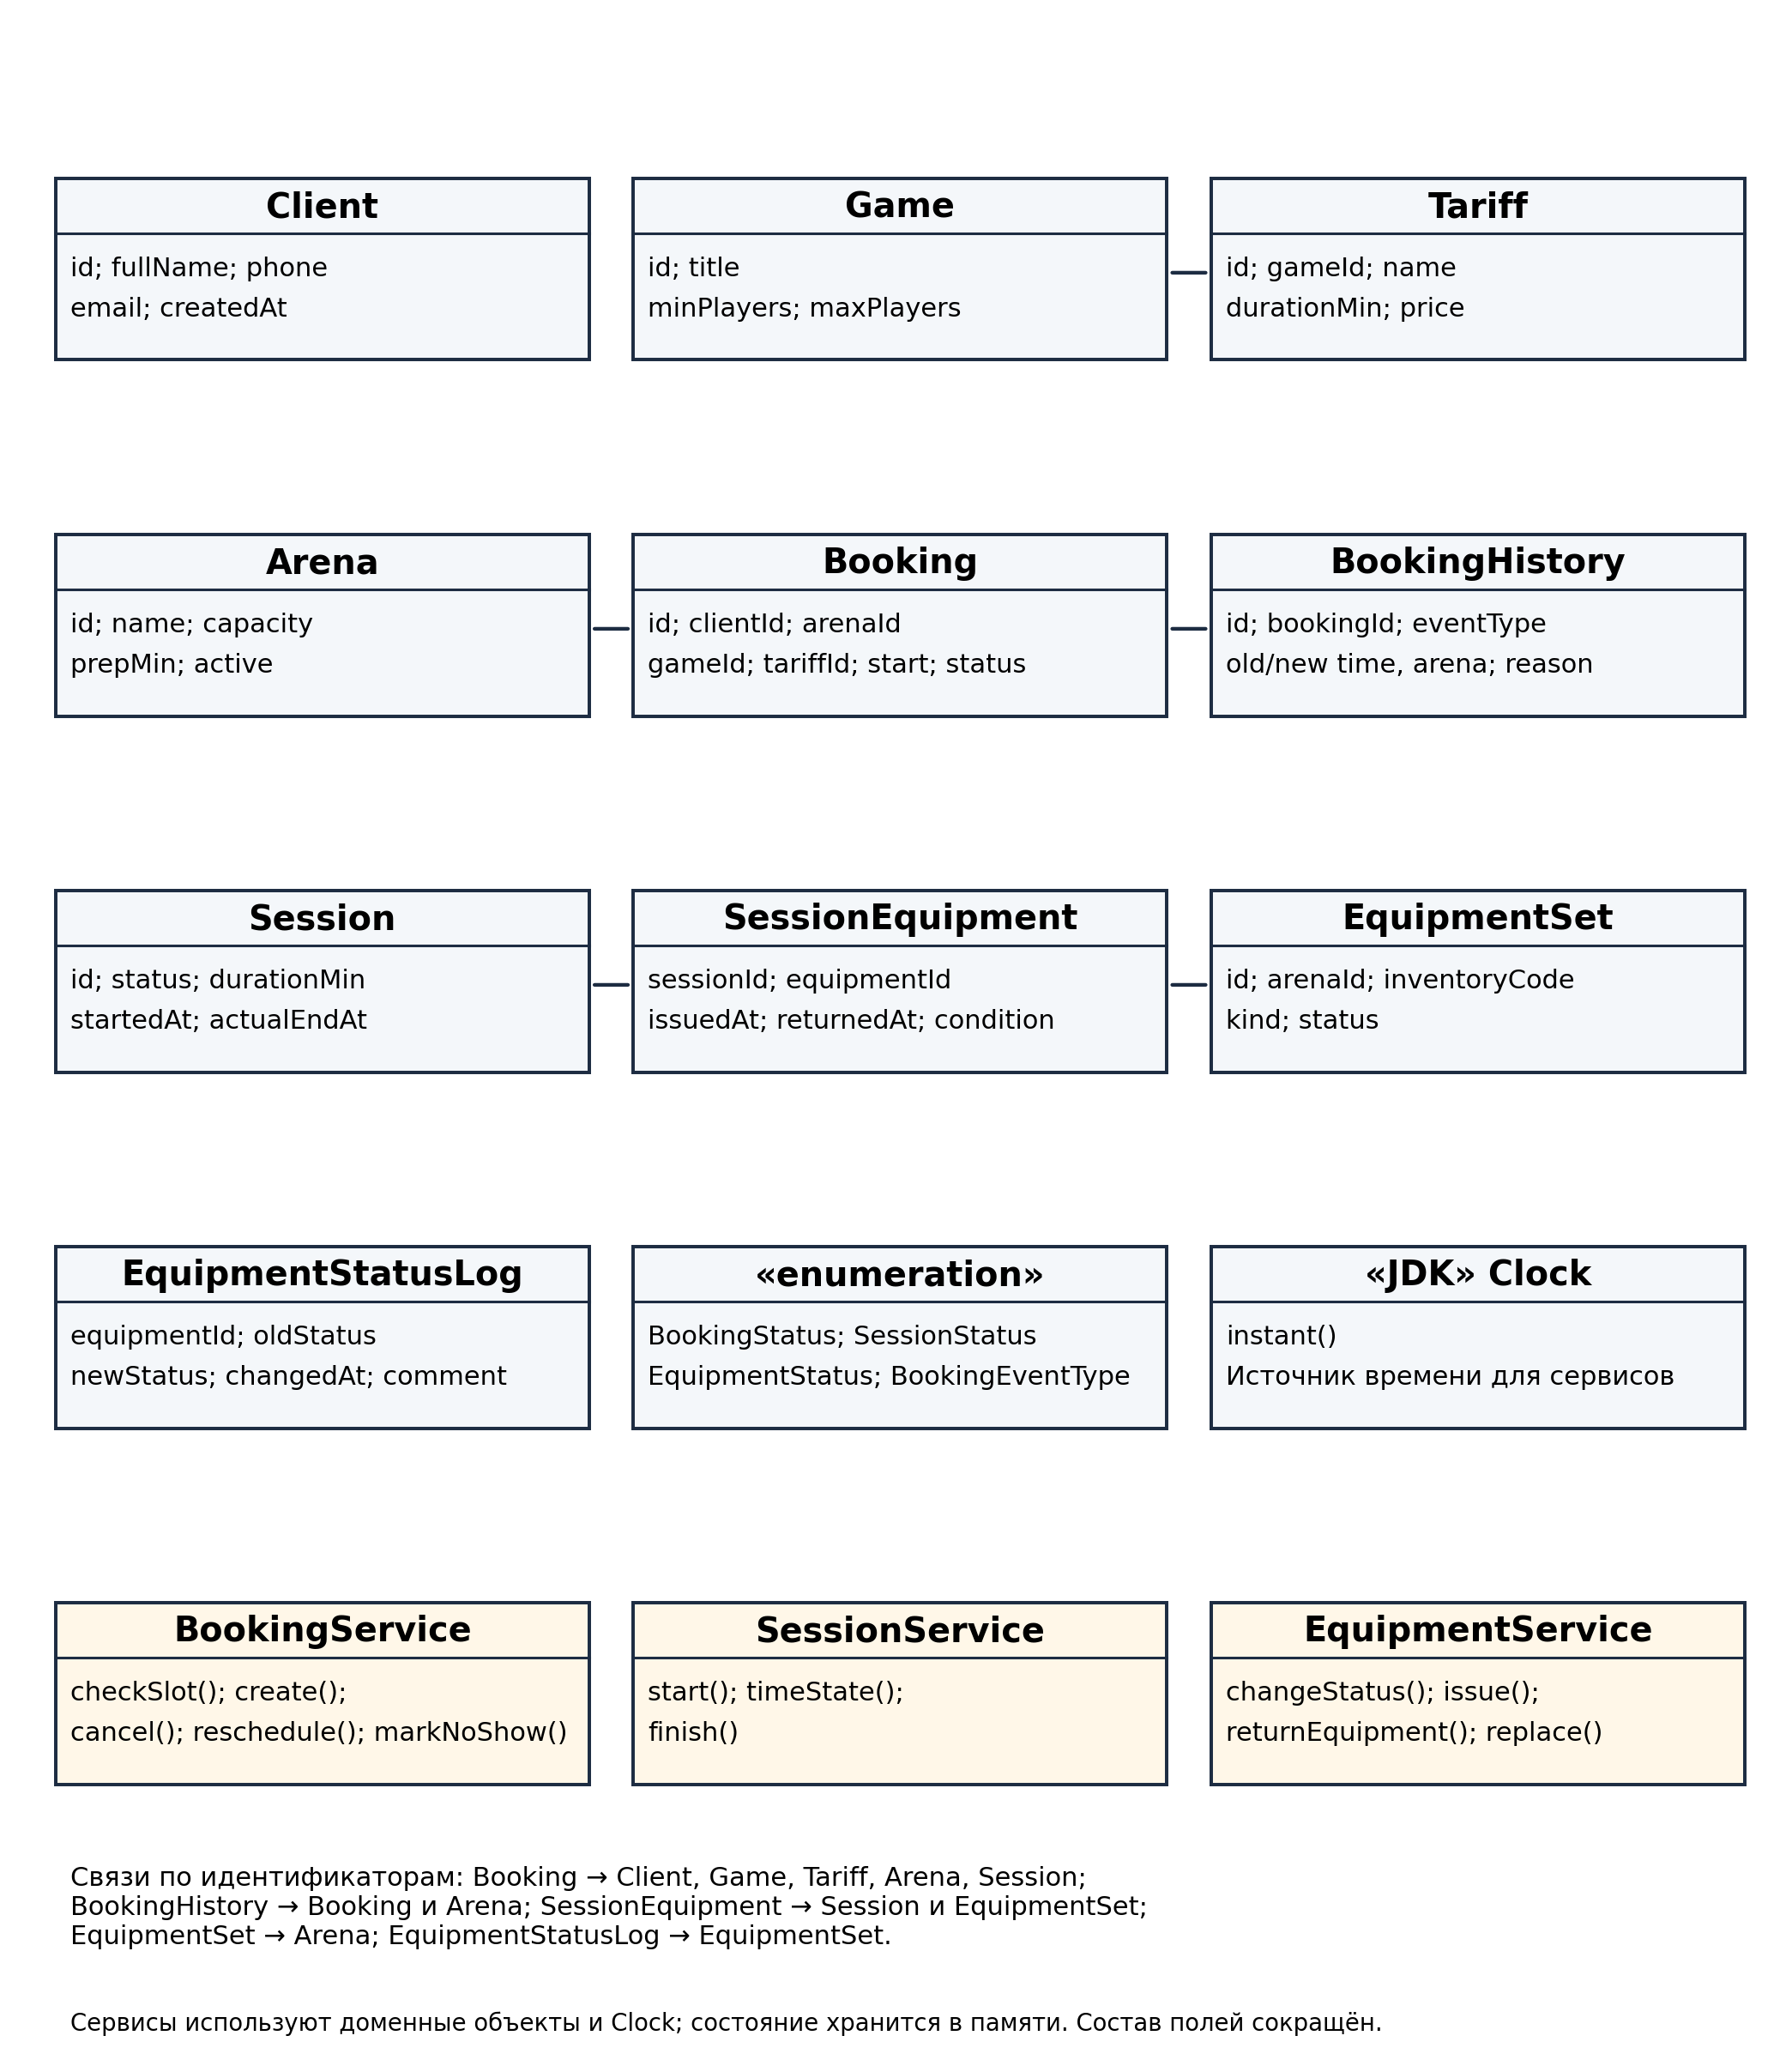 Client
id; fullName; phone
email; createdAt
Game
id; title
minPlayers; maxPlayers
Tariff
id; gameId; name
durationMin; price
Arena
id; name; capacity
prepMin; active
Booking
id; clientId; arenaId
gameId; tariffId; start; status
BookingHistory
id; bookingId; eventType
old/new time, arena; reason
Session
id; status; durationMin
startedAt; actualEndAt
SessionEquipment
sessionId; equipmentId
issuedAt; returnedAt; condition
EquipmentSet
id; arenaId; inventoryCode
kind; status
EquipmentStatusLog
equipmentId; oldStatus
newStatus; changedAt; comment
«enumeration»
BookingStatus; SessionStatus
EquipmentStatus; BookingEventType
«JDK» Clock
instant()
Источник времени для сервисов
BookingService
checkSlot(); create();
cancel(); reschedule(); markNoShow()
SessionService
start(); timeState();
finish()
EquipmentService
changeStatus(); issue();
returnEquipment(); replace()
Связи по идентификаторам: Booking → Client, Game, Tariff, Arena, Session;
BookingHistory → Booking и Arena; SessionEquipment → Session и EquipmentSet;
EquipmentSet → Arena; EquipmentStatusLog → EquipmentSet.
Сервисы используют доменные объекты и Clock; состояние хранится в памяти. Состав полей сокращён.